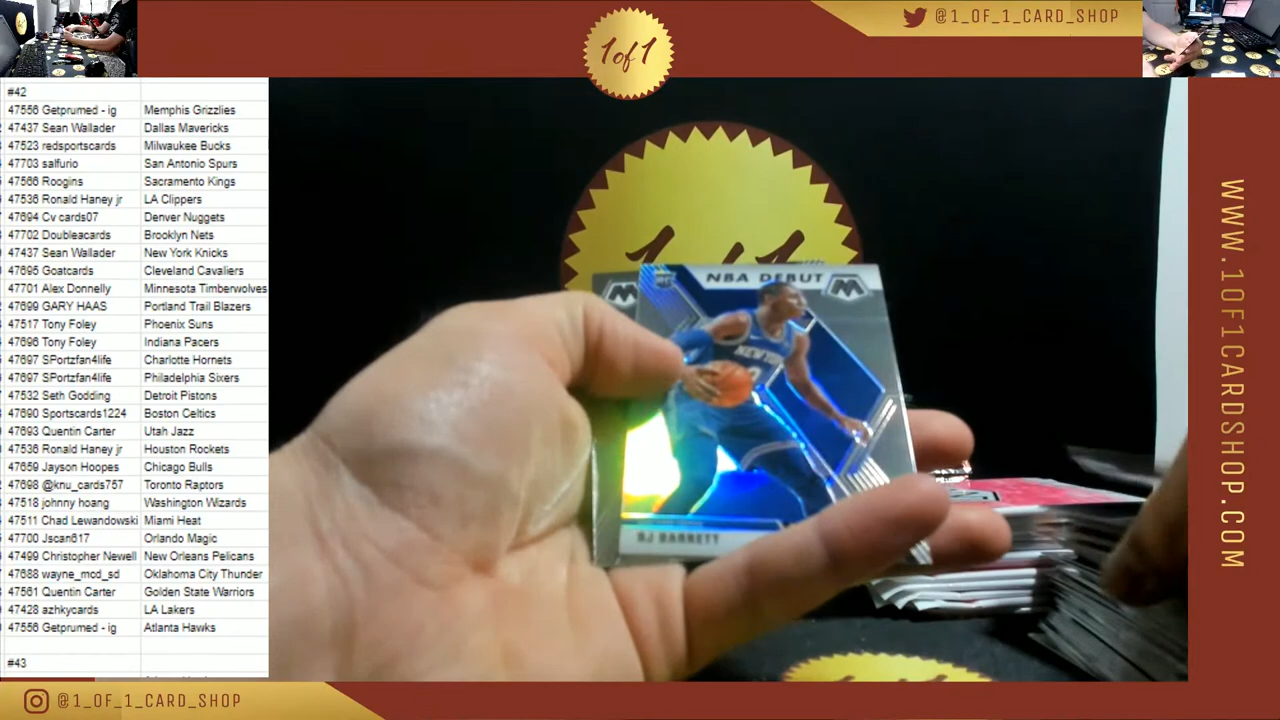 @1_OF_1_CARD_SHOP
1of1
#42
47556 Getprumed - ig Memphis Grizzlies
47437 Sean Wallader Dallas Mavericks
47523 redsportscards Milwaukee Bucks
47703 salfurio San Antonio Spurs
47566 Roogins Sacramento Kings
47536 Ronald Haney jr LA Clippers
47694 Cv cards07 Denver Nuggets
47702 Doubleacards Brooklyn Nets
47437 Sean Wallader New York Knicks
47695 Goatcards Cleveland Cavaliers
47701 Alex Donnelly Minnesota Timberwolves
47699 GARY HAAS Portland Trail Blazers
47517 Tony Foley Phoenix Suns
47696 Tony Foley Indiana Pacers
47697 SPortzfan4life Charlotte Hornets
47697 SPortzfan4life Philadelphia Sixers
47532 Seth Godding Detroit Pistons
47690 Sportscards1224 Boston Celtics
47693 Quentin Carter Utah Jazz
47536 Ronald Haney jr Houston Rockets
47659 Jayson Hoopes Chicago Bulls
47698 @knu_cards757 Toronto Raptors
47518 johnny hoang Washington Wizards
47511 Chad Lewandowski Miami Heat
47700 Jscan617 Orlando Magic
47499 Christopher Newell New Orleans Pelicans
47688 wayne_mcd_sd Oklahoma City Thunder
47561 Quentin Carter Golden State Warriors
47428 azhkycards LA Lakers
47556 Getprumed - ig Atlanta Hawks
#43
NBA DEBUT
NEW YORK
RJ BARRETT
WWW.1OF1CARDSHOP.COM
@1_OF_1_CARD_SHOP